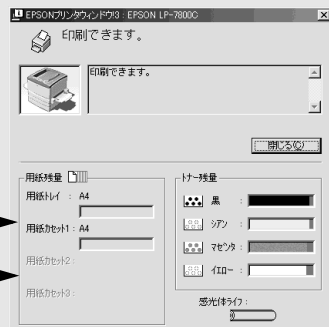 EPSONプリンタウィンドウ!3 : EPSON LP-7800C
印刷できます。
印刷できます。
閉じる(C)
用紙残量
用紙トレイ : A4
用紙カセット1 : A4
用紙カセット2 :
用紙カセット3 :
トナー残量
黒 :
シアン :
マゼンタ :
イエロー :
感光体ライフ :